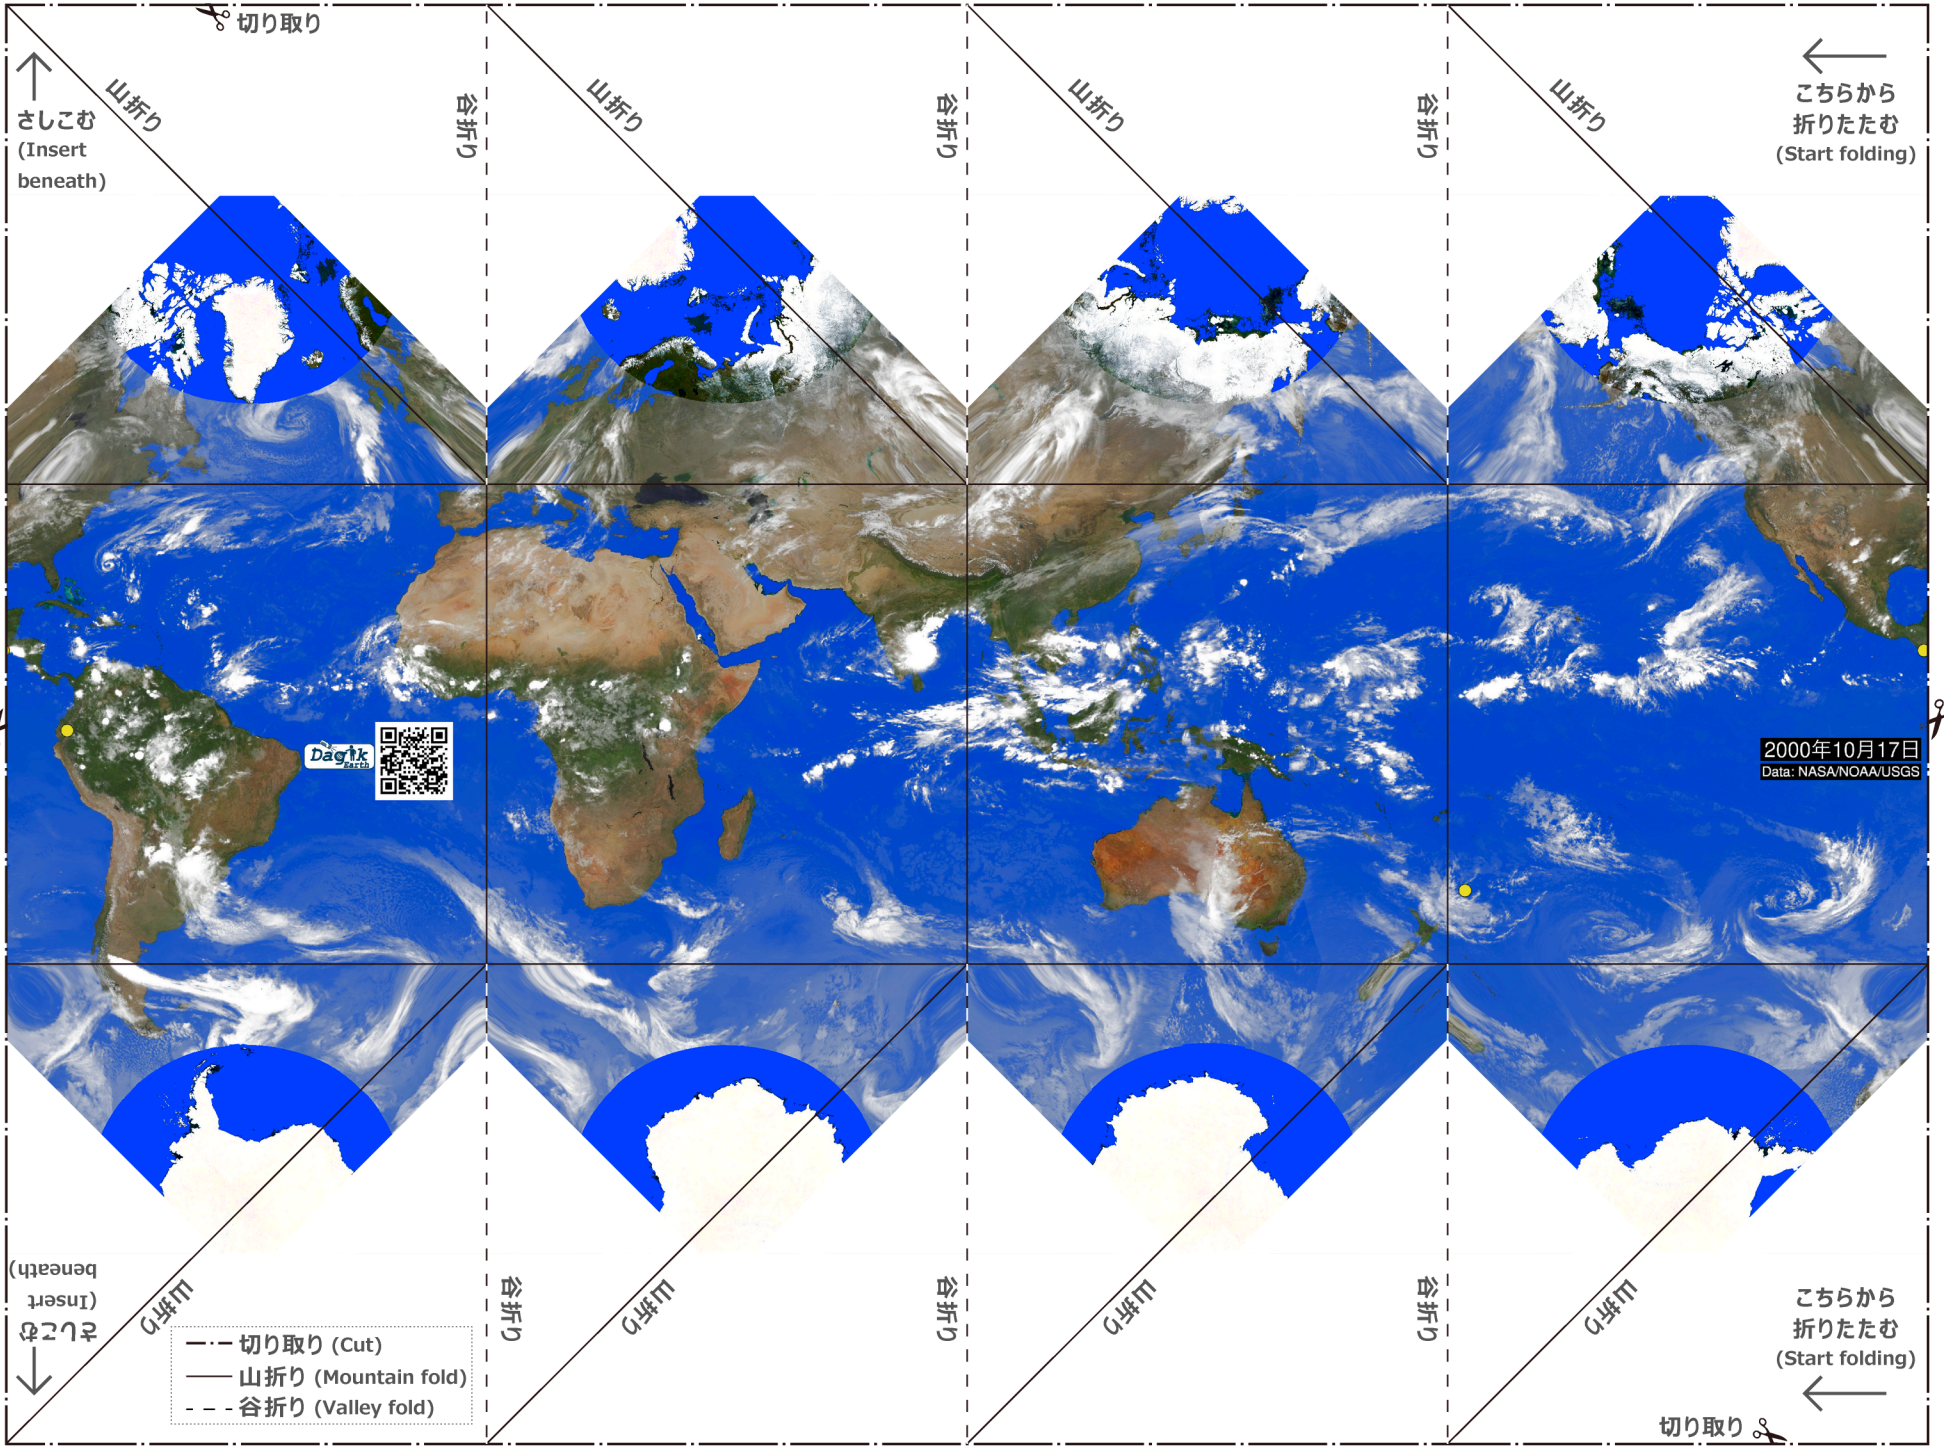 切り取り
山折り
谷折り
山折り
谷折り
山折り
谷折り
山折り
さしこむ
(Insert
beneath)
こちらから
折りたたむ
(Start folding)
Dagik
Earth
2000年10月17日
Data: NASA/NOAA/USGS
さしこむ
(Insert
beneath)
山折り
谷折り
山折り
谷折り
山折り
谷折り
山折り
こちらから
折りたたむ
(Start folding)
切り取り (Cut)
山折り (Mountain fold)
谷折り (Valley fold)
切り取り